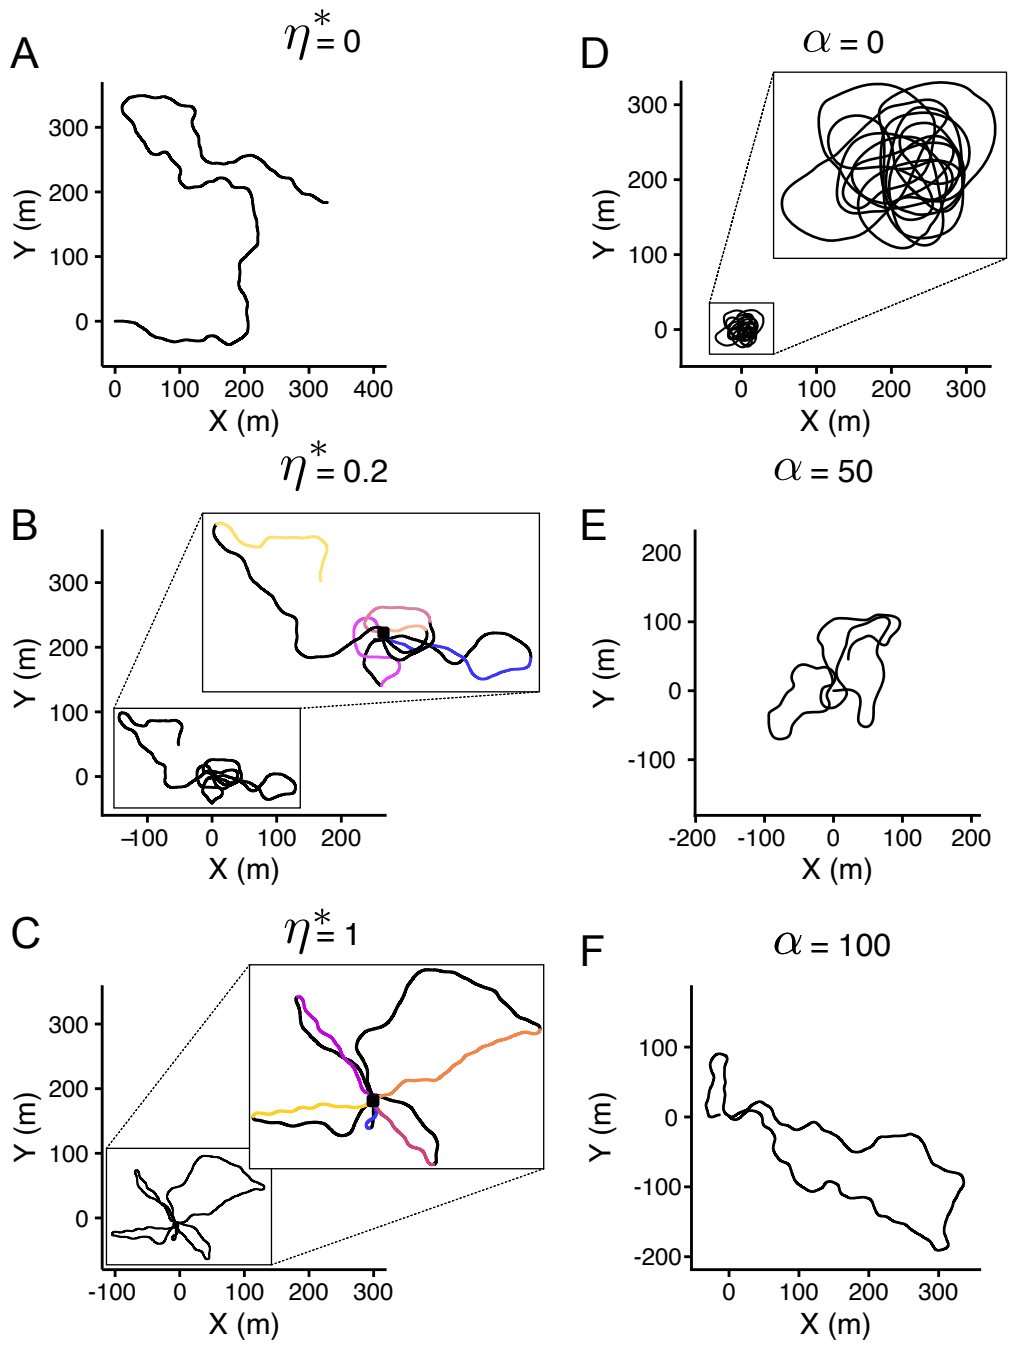 A
η* = 0
300
200
100
0
Y (m)
0 100 200 300 400
X (m)
B
η* = 0.2
300
200
100
0
Y (m)
−100 0 100 200
X (m)
C
η* = 1
300
200
100
0
Y (m)
-100 0 100 200 300
X (m)
D
α = 0
300
200
100
0
Y (m)
0 100 200 300
X (m)
E
α = 50
200
100
0
-100
Y (m)
-200 -100 0 100 200
X (m)
F
α = 100
100
0
-100
-200
Y (m)
0 100 200 300
X (m)